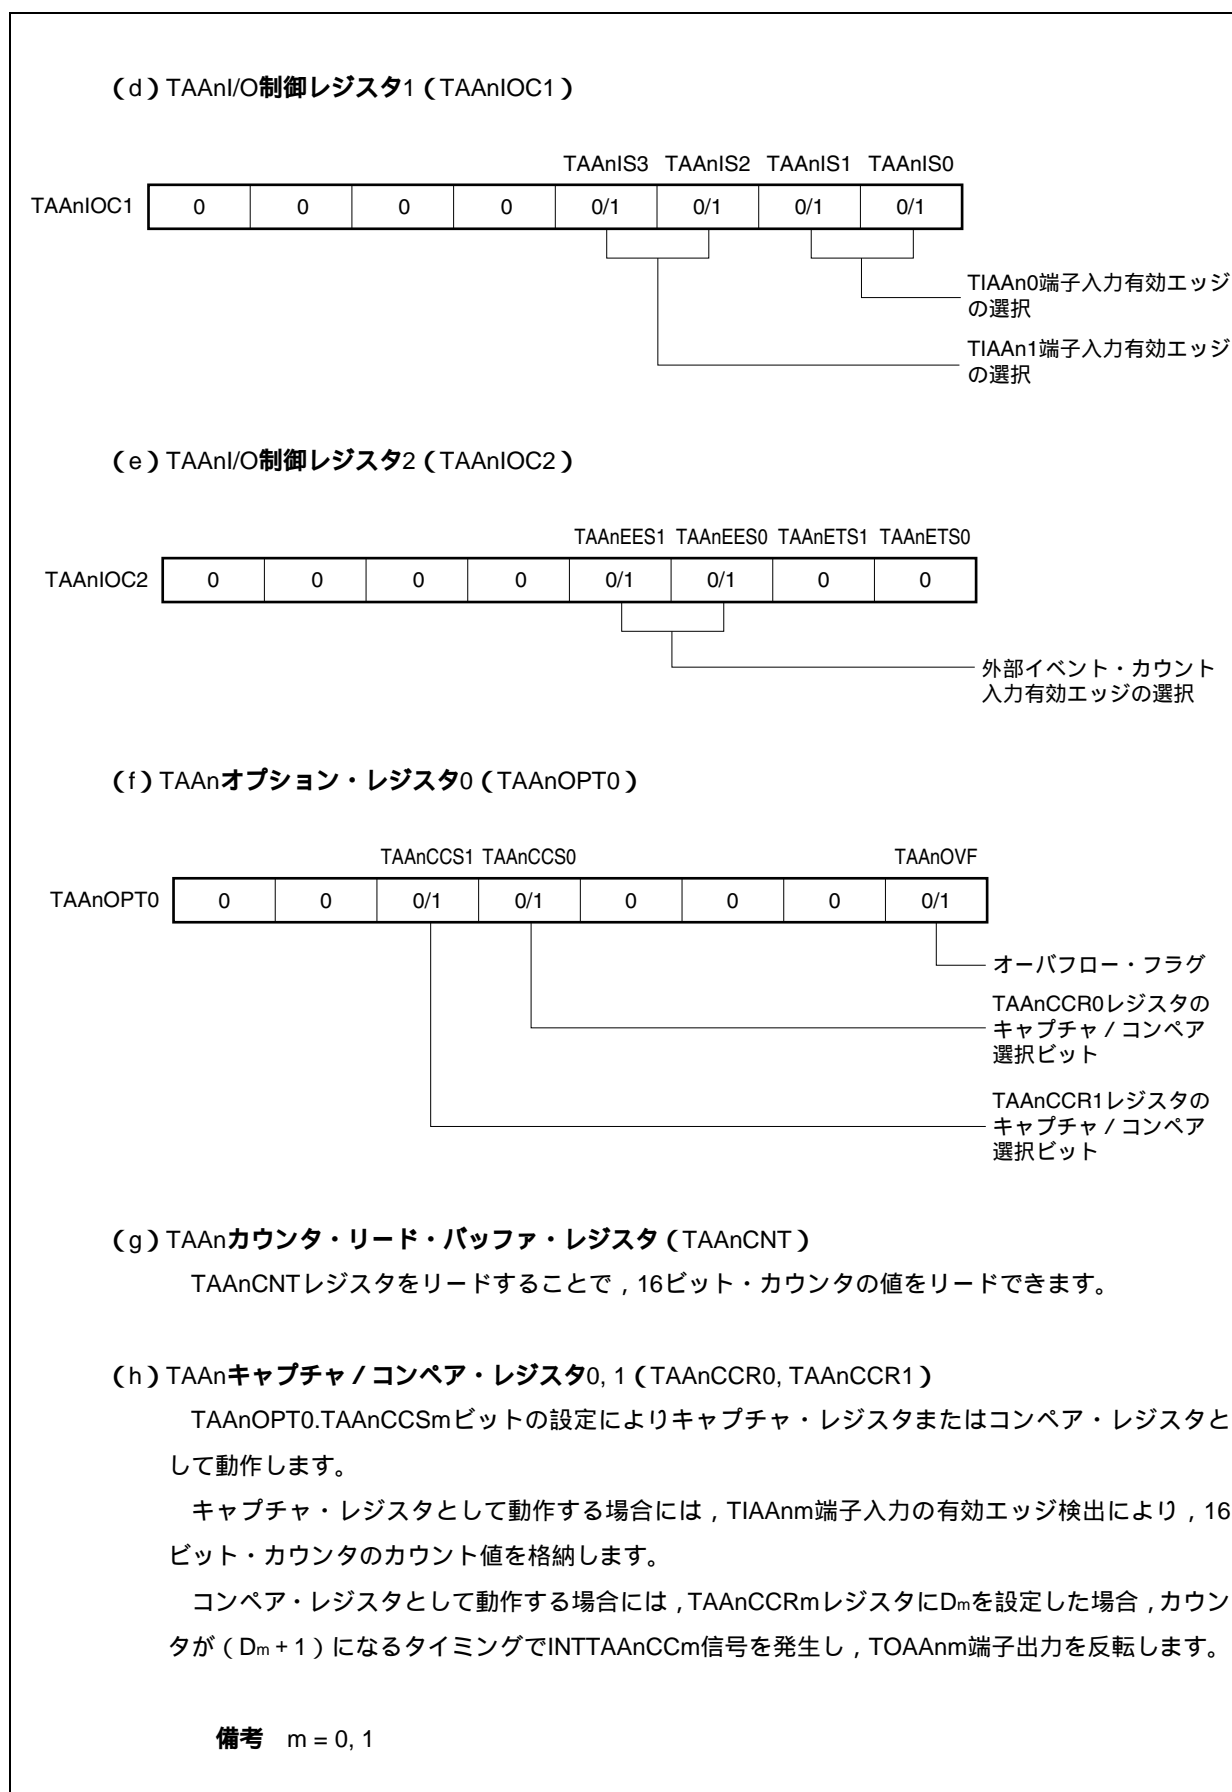 (d) TAAnI/O制御レジスタ1 (TAAnIOC1)
TAAnIS3 TAAnIS2 TAAnIS1 TAAnIS0
TAAnIOC1 0 0 0 0 0/1 0/1 0/1 0/1
TIAAn0端子入力有効エッジ
の選択
TIAAn1端子入力有効エッジ
の選択
(e) TAAnI/O制御レジスタ2 (TAAnIOC2)
TAAnEES1 TAAnEES0 TAAnETS1 TAAnETS0
TAAnIOC2 0 0 0 0 0/1 0/1 0 0
外部イベント・カウント
入力有効エッジの選択
(f) TAAnオプション・レジスタ0 (TAAnOPT0)
TAAnCCS1 TAAnCCS0 TAAnOVF
TAAnOPT0 0 0 0/1 0/1 0 0 0 0/1
オーバフロー・フラグ
TAAnCCR0レジスタの
キャプチャ/コンペア
選択ビット
TAAnCCR1レジスタの
キャプチャ/コンペア
選択ビット
(g) TAAnカウンタ・リード・バッファ・レジスタ (TAAnCNT)
TAAnCNTレジスタをリードすることで,16ビット・カウンタの値をリードできます。
(h) TAAnキャプチャ/コンペア・レジスタ0, 1 (TAAnCCR0, TAAnCCR1)
TAAnOPT0.TAAnCCSmビットの設定によりキャプチャ・レジスタまたはコンペア・レジスタと
して動作します。
キャプチャ・レジスタとして動作する場合には,TIAAnm端子入力の有効エッジ検出により,16
ビット・カウンタのカウント値を格納します。
コンペア・レジスタとして動作する場合には,TAAnCCRmレジスタにDmを設定した場合,カウン
タが(Dm+1)になるタイミングでINTTAAnCCm信号を発生し,TOAAnm端子出力を反転します。
備考 m = 0, 1